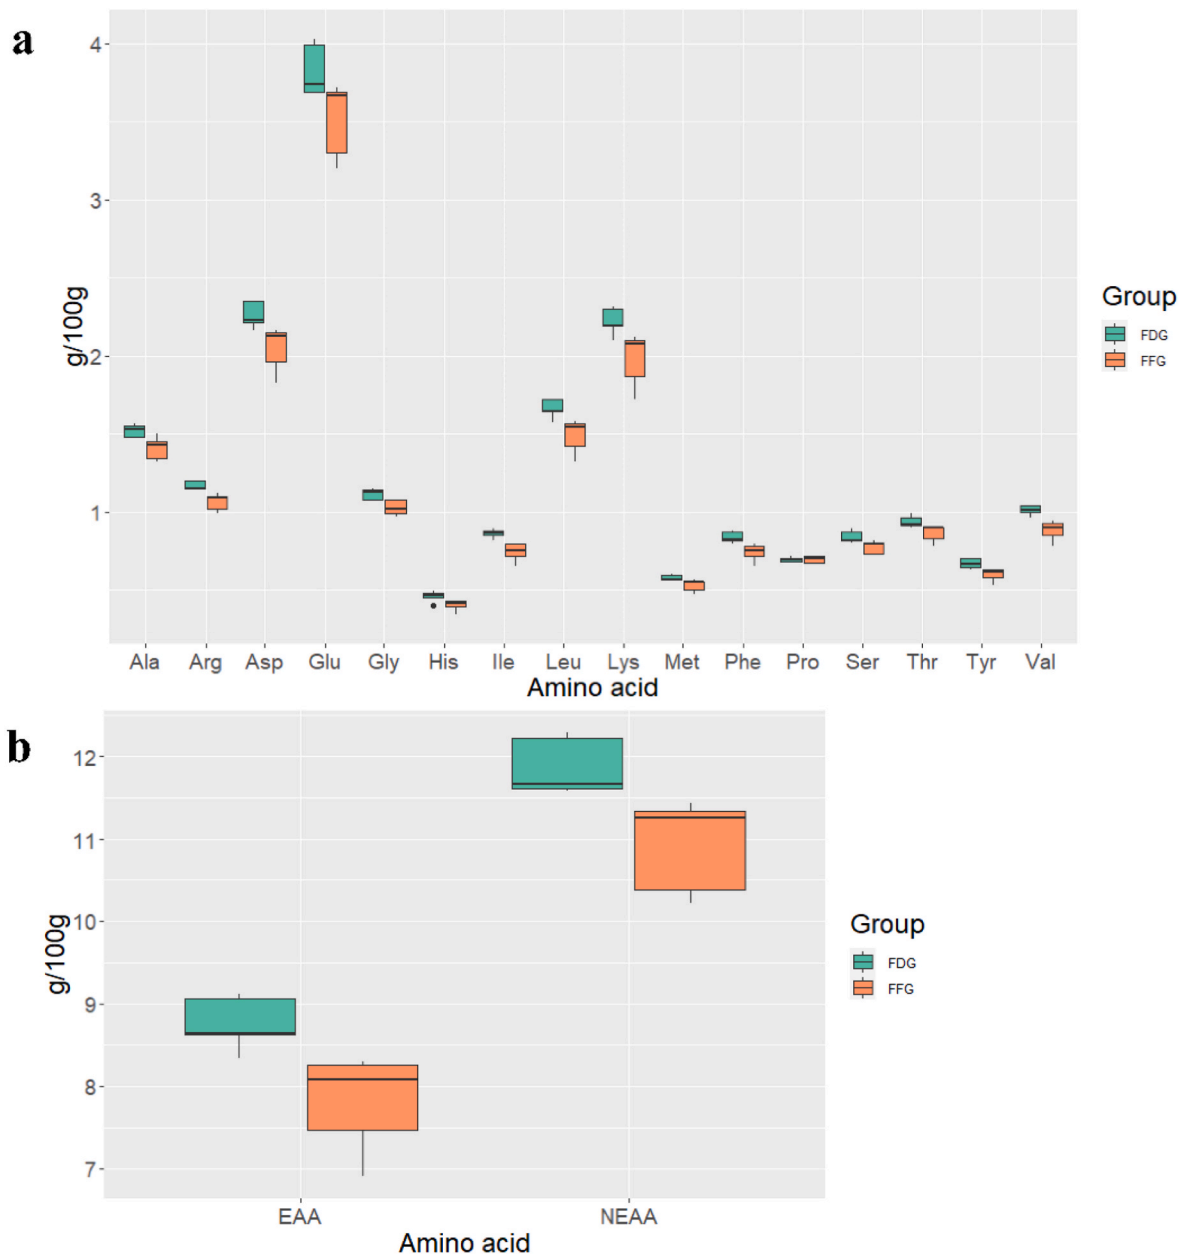 a
4
3
2
1
g/100g
Ala Arg Asp Glu Gly His Ile Leu Lys Met Phe Pro Ser Thr Tyr Val
Amino acid
Group
FDG
FFG
b
12
11
10
9
8
7
g/100g
EAA NEAA
Amino acid
Group
FDG
FFG